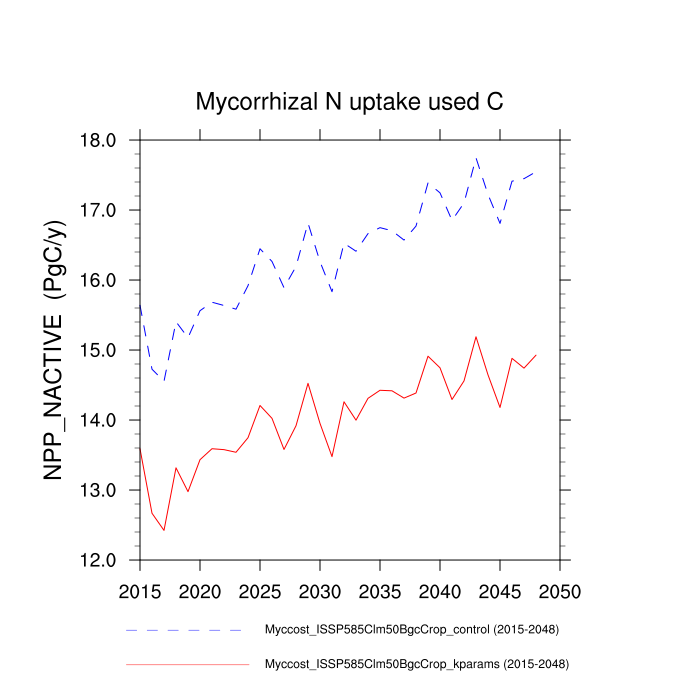 Mycorrhizal N uptake used C
NPP_NACTIVE (PgC/y)
18.0
17.0
16.0
15.0
14.0
13.0
12.0
2015 2020 2025 2030 2035 2040 2045 2050
Myccost_ISSP585Clm50BgcCrop_control (2015-2048)
Myccost_ISSP585Clm50BgcCrop_kparams (2015-2048)